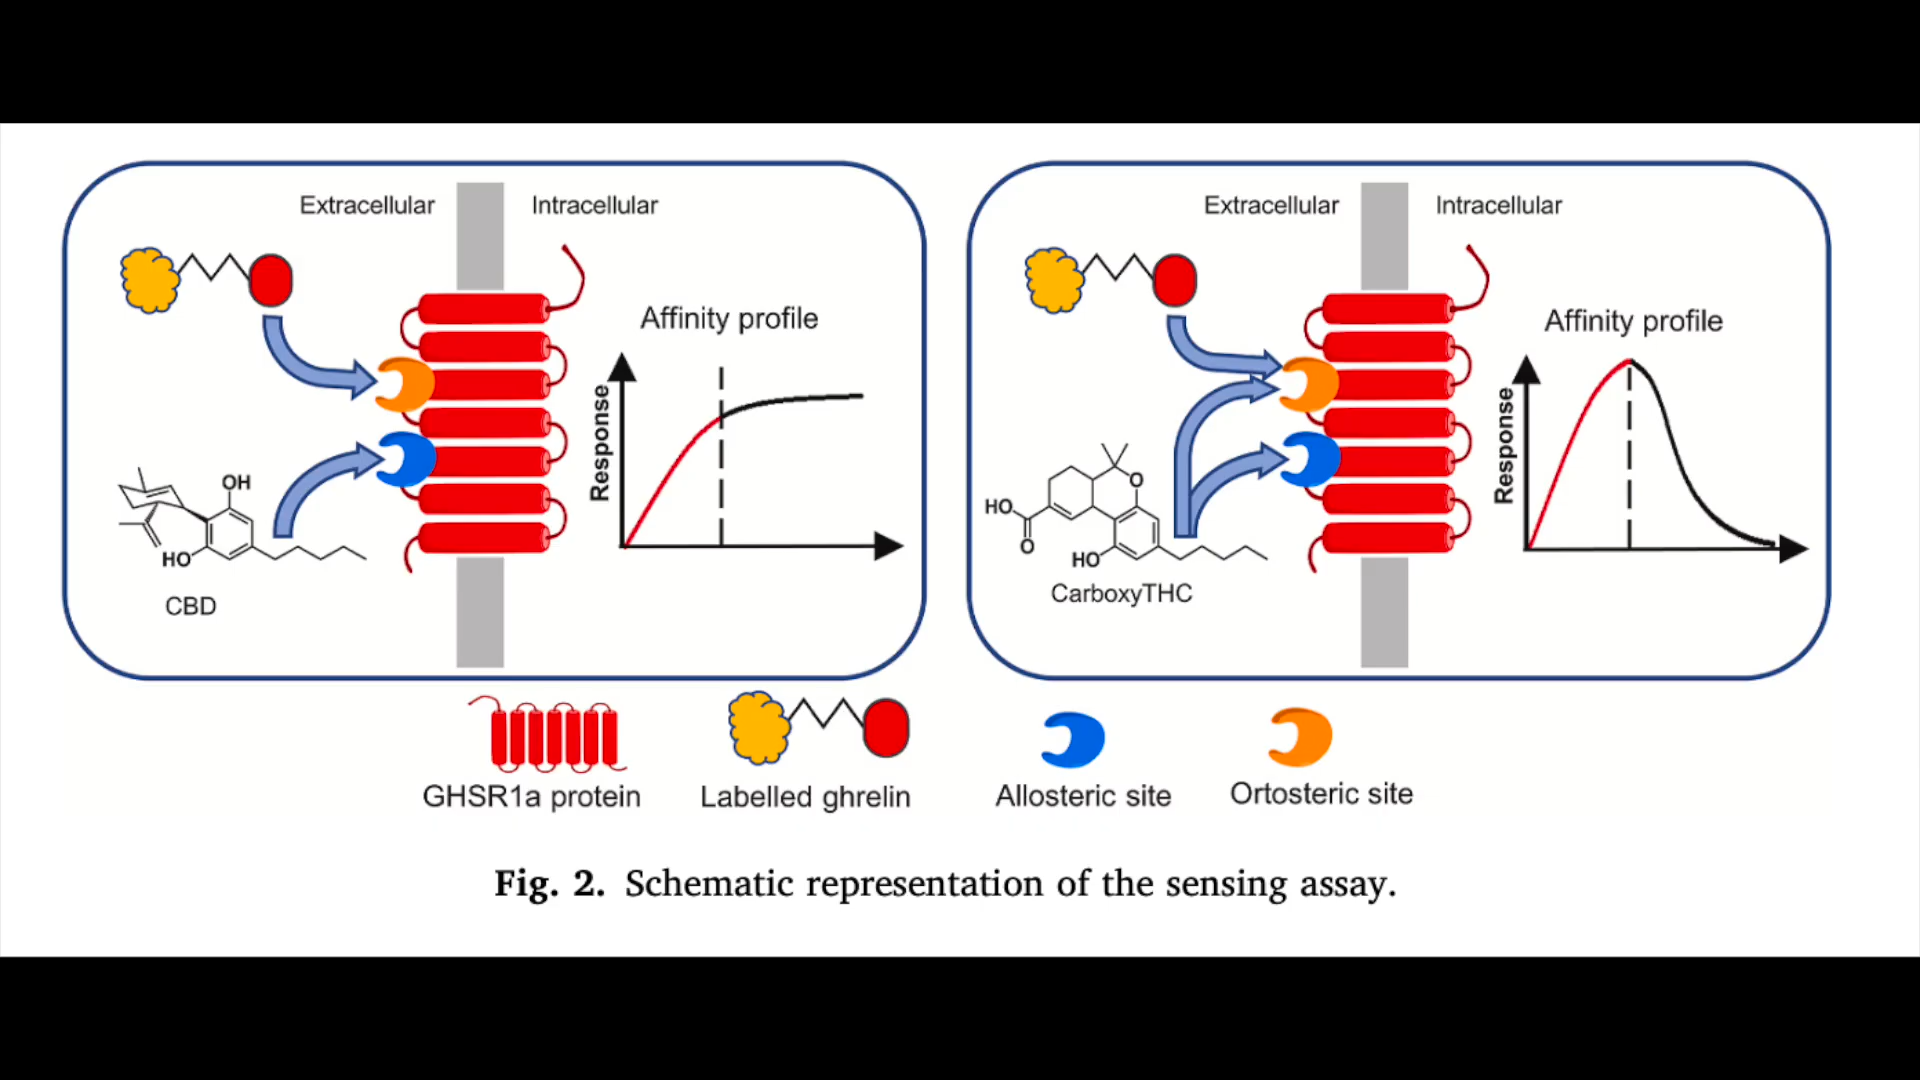 Extracellular
Intracellular
Affinity profile
Response
OH
HO
CBD
Extracellular
Intracellular
Affinity profile
Response
O
HO
O
HO
CarboxyTHC
GHSR1a protein
Labelled ghrelin
Allosteric site
Ortosteric site
Fig. 2. Schematic representation of the sensing assay.